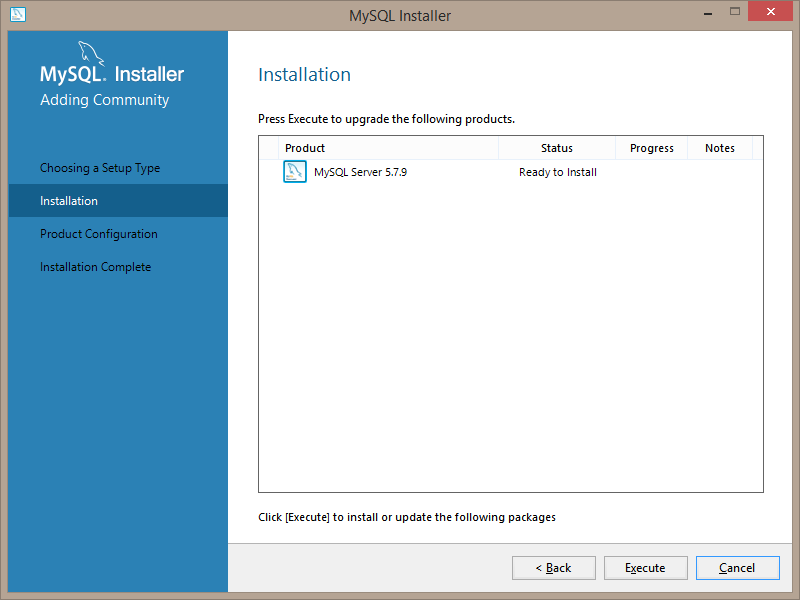 MySQL Installer
MySQL. Installer
Adding Community
Choosing a Setup Type
Installation
Product Configuration
Installation Complete
Installation
Press Execute to upgrade the following products.
Product Status Progress Notes
MySQL Server 5.7.9 Ready to Install
Click [Execute] to install or update the following packages
< Back Execute Cancel